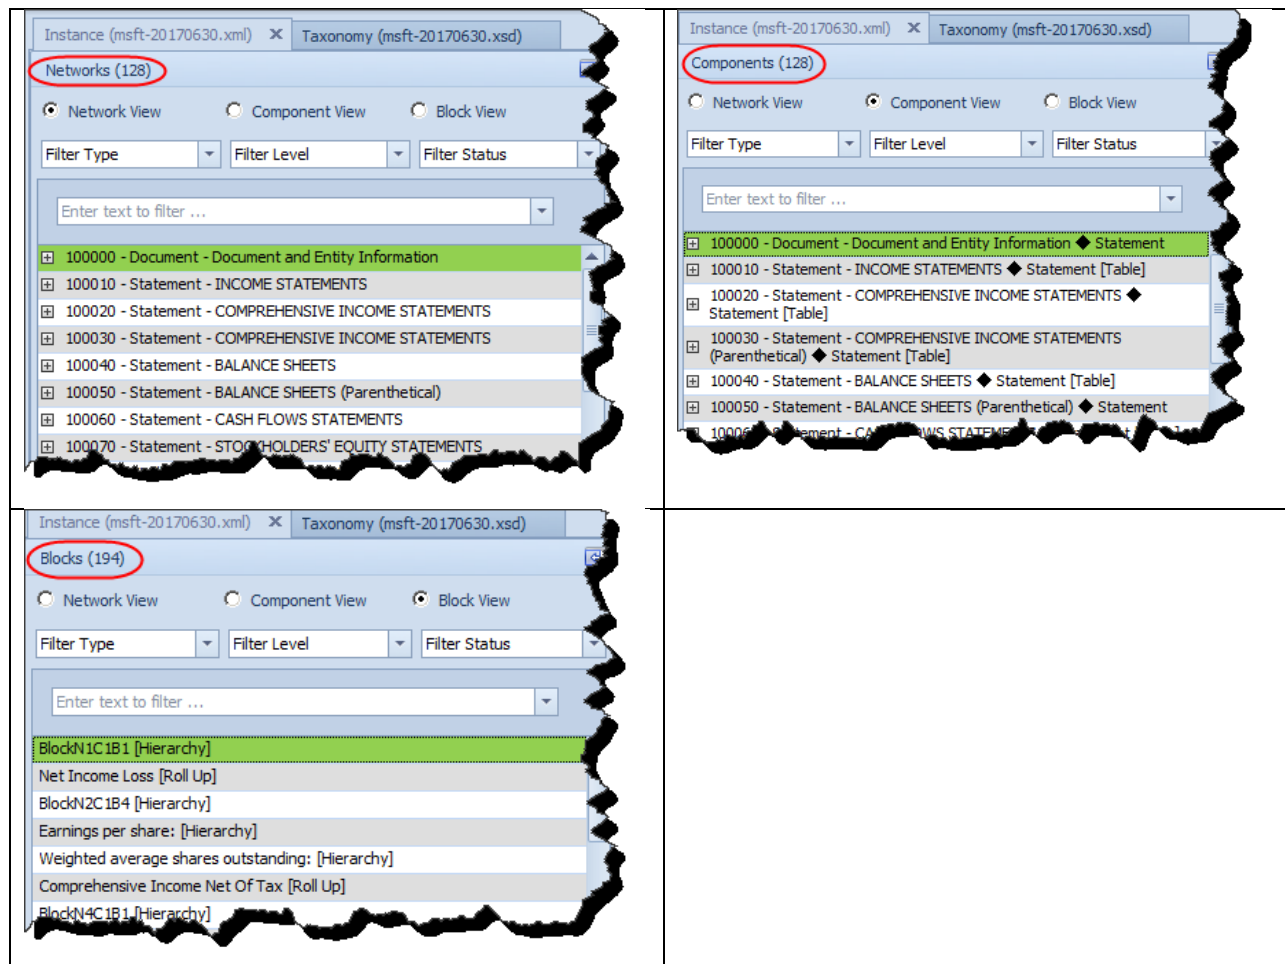 Instance (msft-20170630.xml) X Taxonomy (msft-20170630.xsd)
Networks (128)
Network View Component View Block View
Filter Type Filter Level Filter Status
Enter text to filter ...
100000 - Document - Document and Entity Information
100010 - Statement - INCOME STATEMENTS
100020 - Statement - COMPREHENSIVE INCOME STATEMENTS
100030 - Statement - COMPREHENSIVE INCOME STATEMENTS
100040 - Statement - BALANCE SHEETS
100050 - Statement - BALANCE SHEETS (Parenthetical)
100060 - Statement - CASH FLOWS STATEMENTS
100070 - Statement - STOCKHOLDERS' EQUITY STATEMENTS
Instance (msft-20170630.xml) X Taxonomy (msft-20170630.xsd)
Components (128)
Network View Component View Block View
Filter Type Filter Level Filter Status
Enter text to filter ...
100000 - Document - Document and Entity Information ◆ Statement
100010 - Statement - INCOME STATEMENTS ◆ Statement [Table]
100020 - Statement - COMPREHENSIVE INCOME STATEMENTS ◆
Statement [Table]
100030 - Statement - COMPREHENSIVE INCOME STATEMENTS
(Parenthetical) ◆ Statement [Table]
100040 - Statement - BALANCE SHEETS ◆ Statement [Table]
100050 - Statement - BALANCE SHEETS (Parenthetical) ◆ Statement
Instance (msft-20170630.xml) X Taxonomy (msft-20170630.xsd)
Blocks (194)
Network View Component View Block View
Filter Type Filter Level Filter Status
Enter text to filter ...
BlockN1C1B1 [Hierarchy]
Net Income Loss [Roll Up]
BlockN2C1B4 [Hierarchy]
Earnings per share: [Hierarchy]
Weighted average shares outstanding: [Hierarchy]
Comprehensive Income Net Of Tax [Roll Up]
BlockN4C1B1 [Hierarchy]